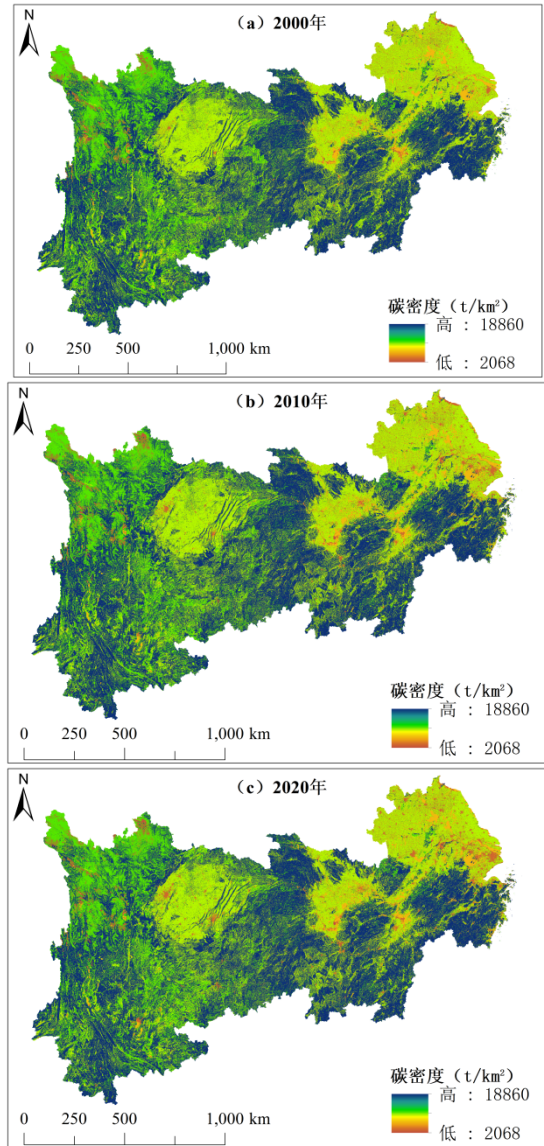 N
(a) 2000年
碳密度 (t/km²)
高 : 18860
低 : 2068
0 250 500 1,000 km
N
(b) 2010年
碳密度 (t/km²)
高 : 18860
低 : 2068
0 250 500 1,000 km
N
(c) 2020年
碳密度 (t/km²)
高 : 18860
低 : 2068
0 250 500 1,000 km